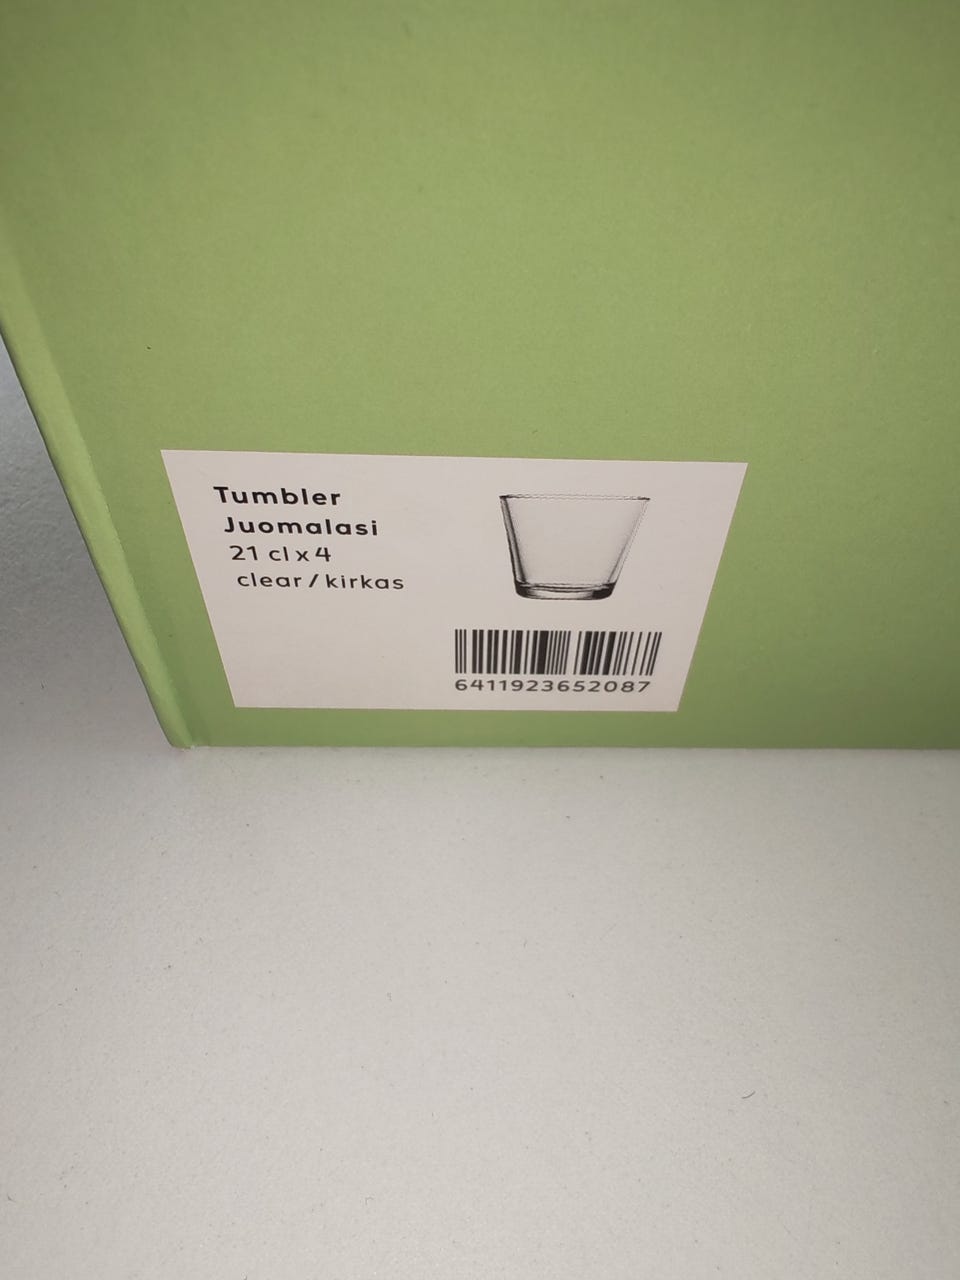 Tumbler
Juomalasi
21 cl x 4
clear / kirkas
6411923652087